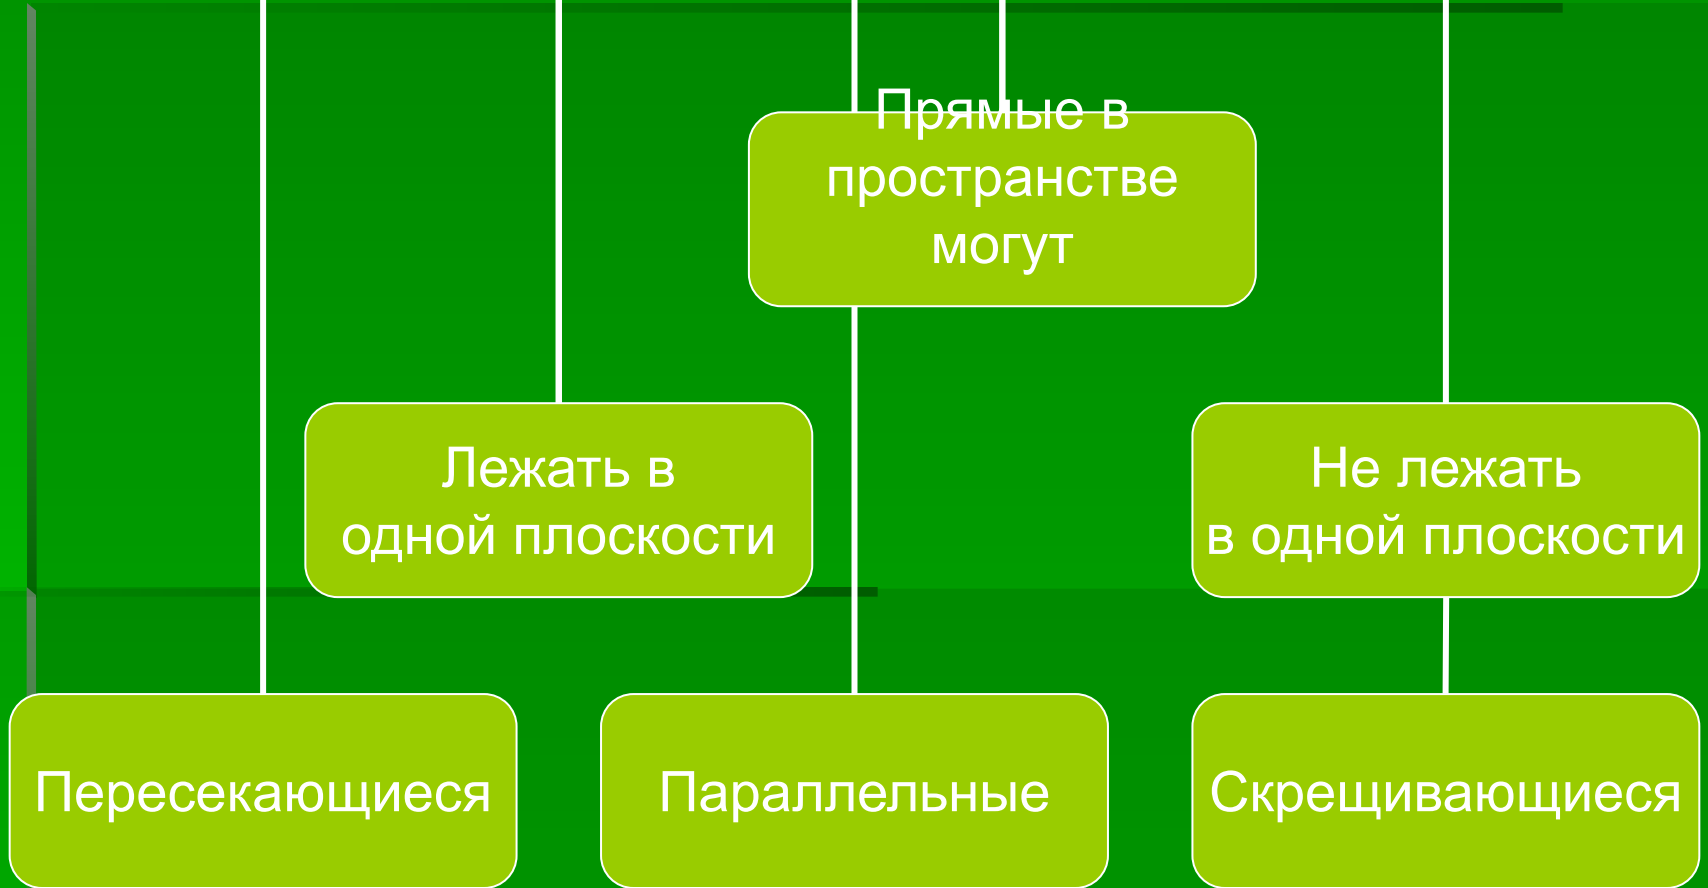 Прямые в
пространстве
могут
Лежать в
одной плоскости
Не лежать
в одной плоскости
Пересекающиеся
Параллельные
Скрещивающиеся